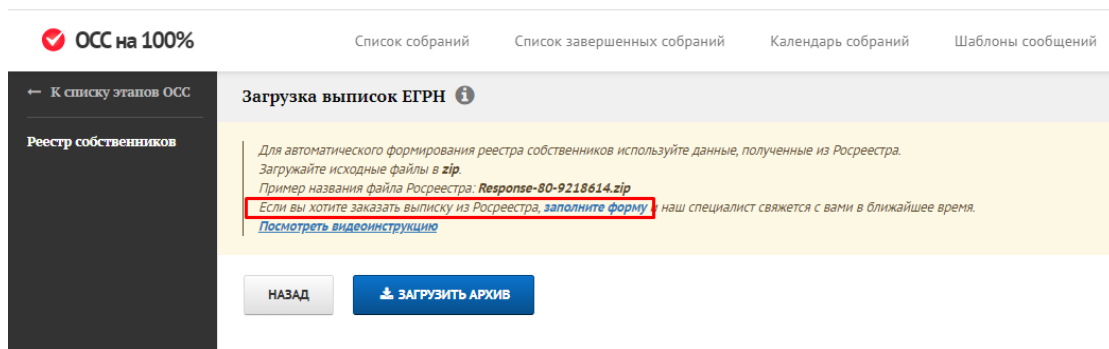 ОСС на 100%
Список собраний
Список завершенных собраний
Календарь собраний
Шаблоны сообщений
← К списку этапов ОСС
Реестр собственников
Загрузка выписок ЕГРН
Для автоматического формирования реестра собственников используйте данные, полученные из Росреестра.
Загружайте исходные файлы в zip.
Пример названия файла Росреестра: Response-80-9218614.zip
Если вы хотите заказать выписку из Росреестра, заполните форму и наш специалист свяжется с вами в ближайшее время.
Посмотреть видеоинструкцию
НАЗАД
ЗАГРУЗИТЬ АРХИВ